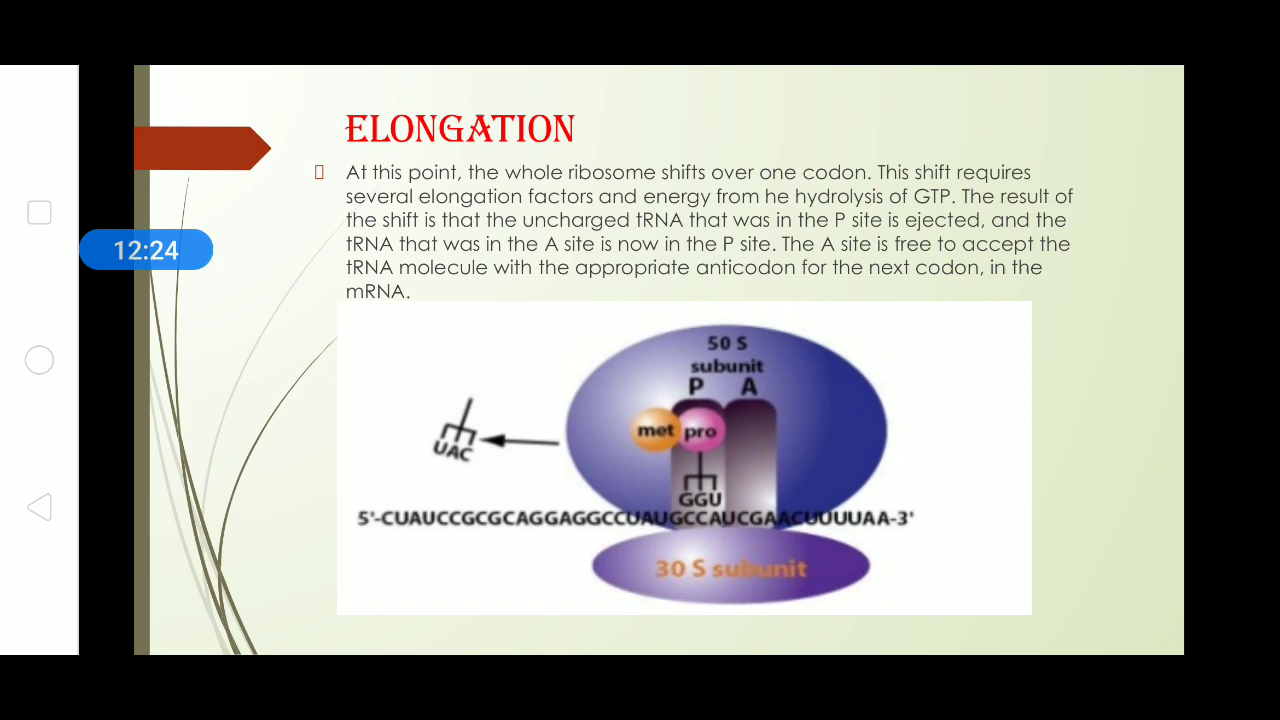 ELONGATION
At this point, the whole ribosome shifts over one codon. This shift requires
several elongation factors and energy from he hydrolysis of GTP. The result of
the shift is that the uncharged tRNA that was in the P site is ejected, and the
tRNA that was in the A site is now in the P site. The A site is free to accept the
tRNA molecule with the appropriate anticodon for the next codon, in the
mRNA.
12:24
50 S
subunit
P A
met pro
UAC
GGU
5'-CUAUCCGCGCAGGAGGCCUAUGCCAUCGAACUUUUAA-3'
30 S subunit